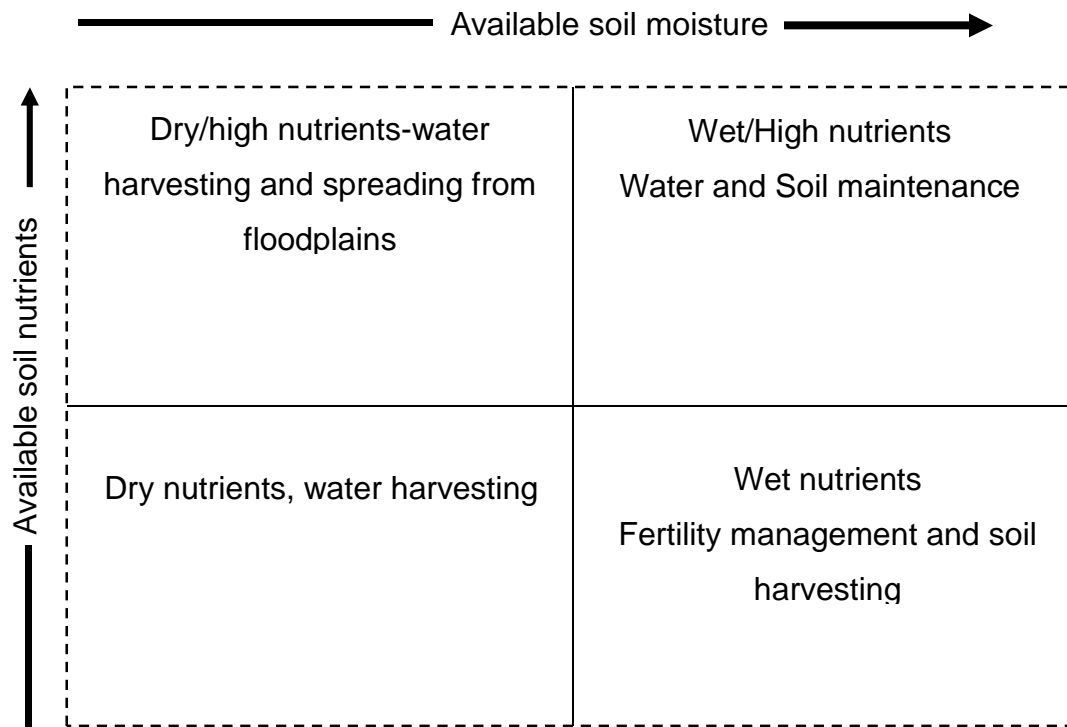 Available soil moisture
Available soil nutrients
Dry/high nutrients-water
harvesting and spreading from
floodplains
Wet/High nutrients
Water and Soil maintenance
Dry nutrients, water harvesting
Wet nutrients
Fertility management and soil
harvesting